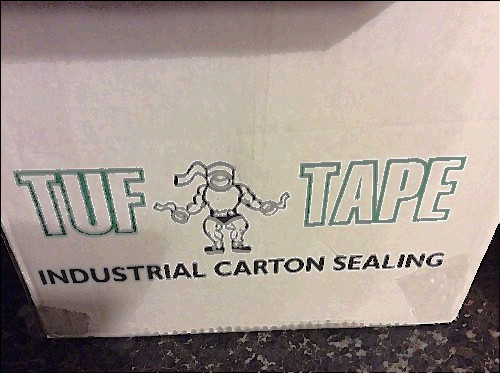 TUF TAPE
INDUSTRIAL CARTON SEALING